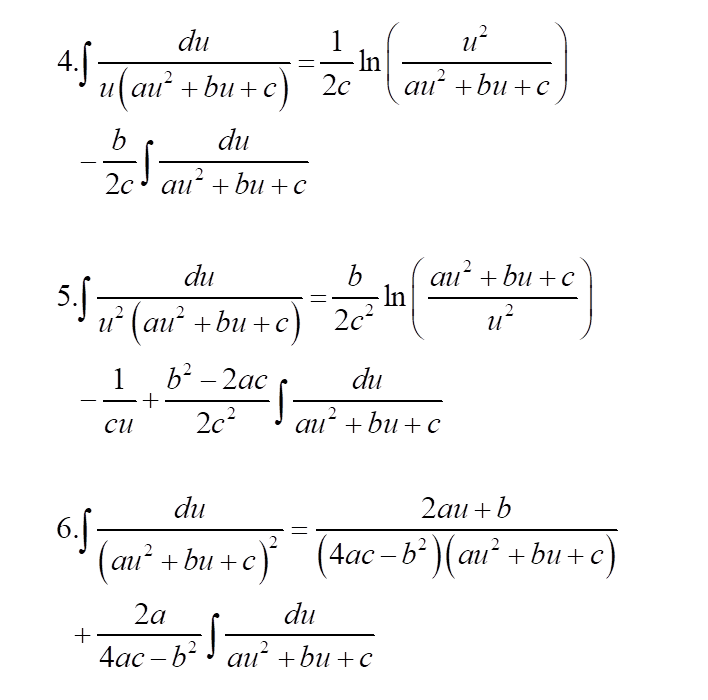 4.∫ du / u(au² + bu + c) = 1/2c ln( u² / au² + bu + c )
− b/2c ∫ du / au² + bu + c
5.∫ du / u²(au² + bu + c) = b/2c² ln( au² + bu + c / u² )
− 1/cu + b² − 2ac / 2c² ∫ du / au² + bu + c
6.∫ du / (au² + bu + c)² = 2au + b / (4ac − b²)(au² + bu + c)
+ 2a / 4ac − b² ∫ du / au² + bu + c